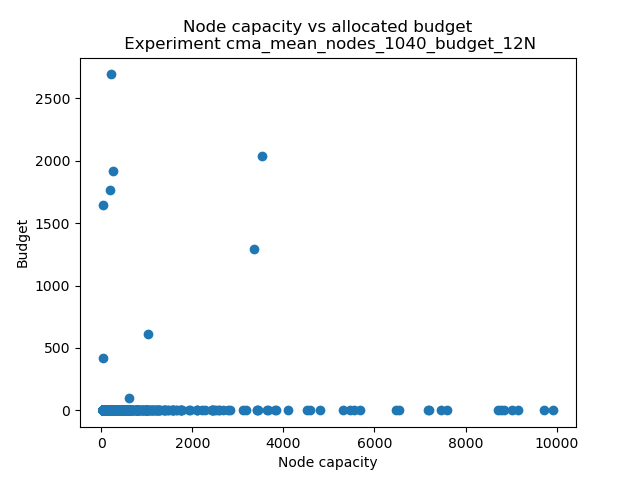 Node capacity vs allocated budget
Experiment cma_mean_nodes_1040_budget_12N
2500
2000
1500
1000
500
0
Budget
0 2000 4000 6000 8000 10000
Node capacity